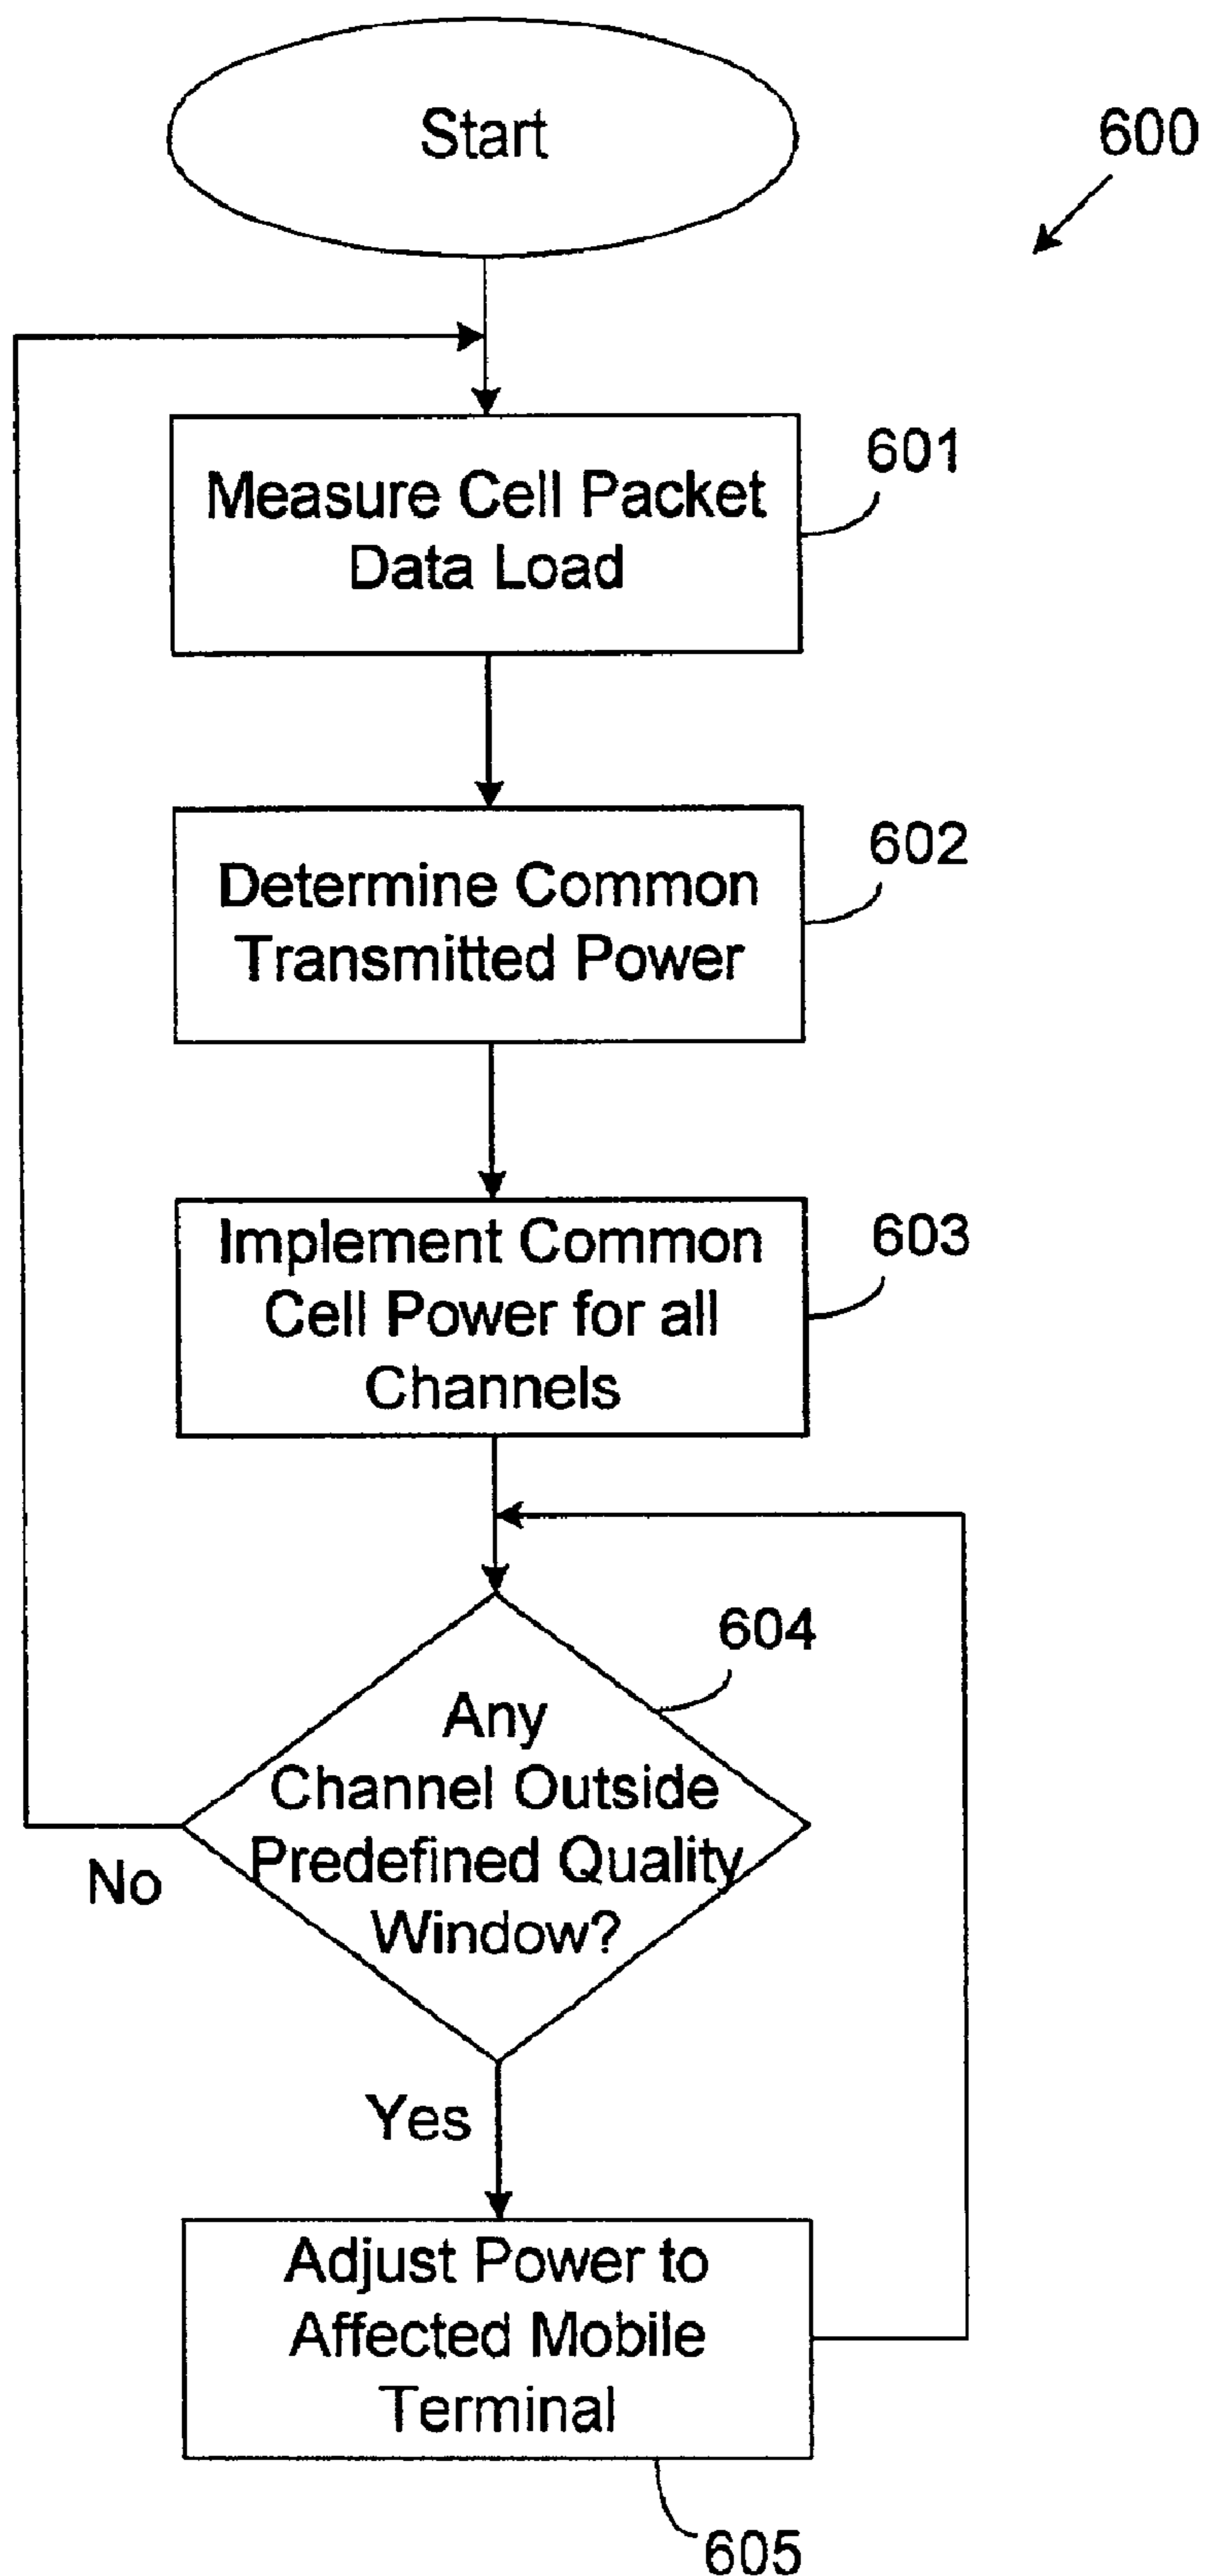 Start
600
Measure Cell Packet
Data Load
601
Determine Common
Transmitted Power
602
Implement Common
Cell Power for all
Channels
603
604
Any
Channel Outside
Predefined Quality
Window?
No
Yes
Adjust Power to
Affected Mobile
Terminal
605